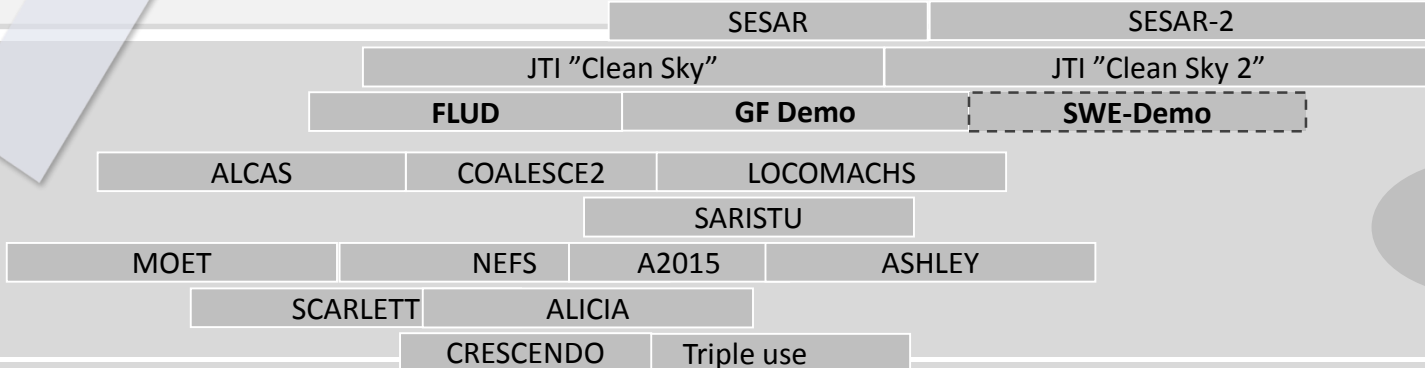 SESAR SESAR-2
JTI ”Clean Sky” JTI ”Clean Sky 2”
FLUD GF Demo SWE-Demo
ALCAS COALESCE2 LOCOMACHS
SARISTU
MOET NEFS A2015 ASHLEY
SCARLETT ALICIA
CRESCENDO Triple use